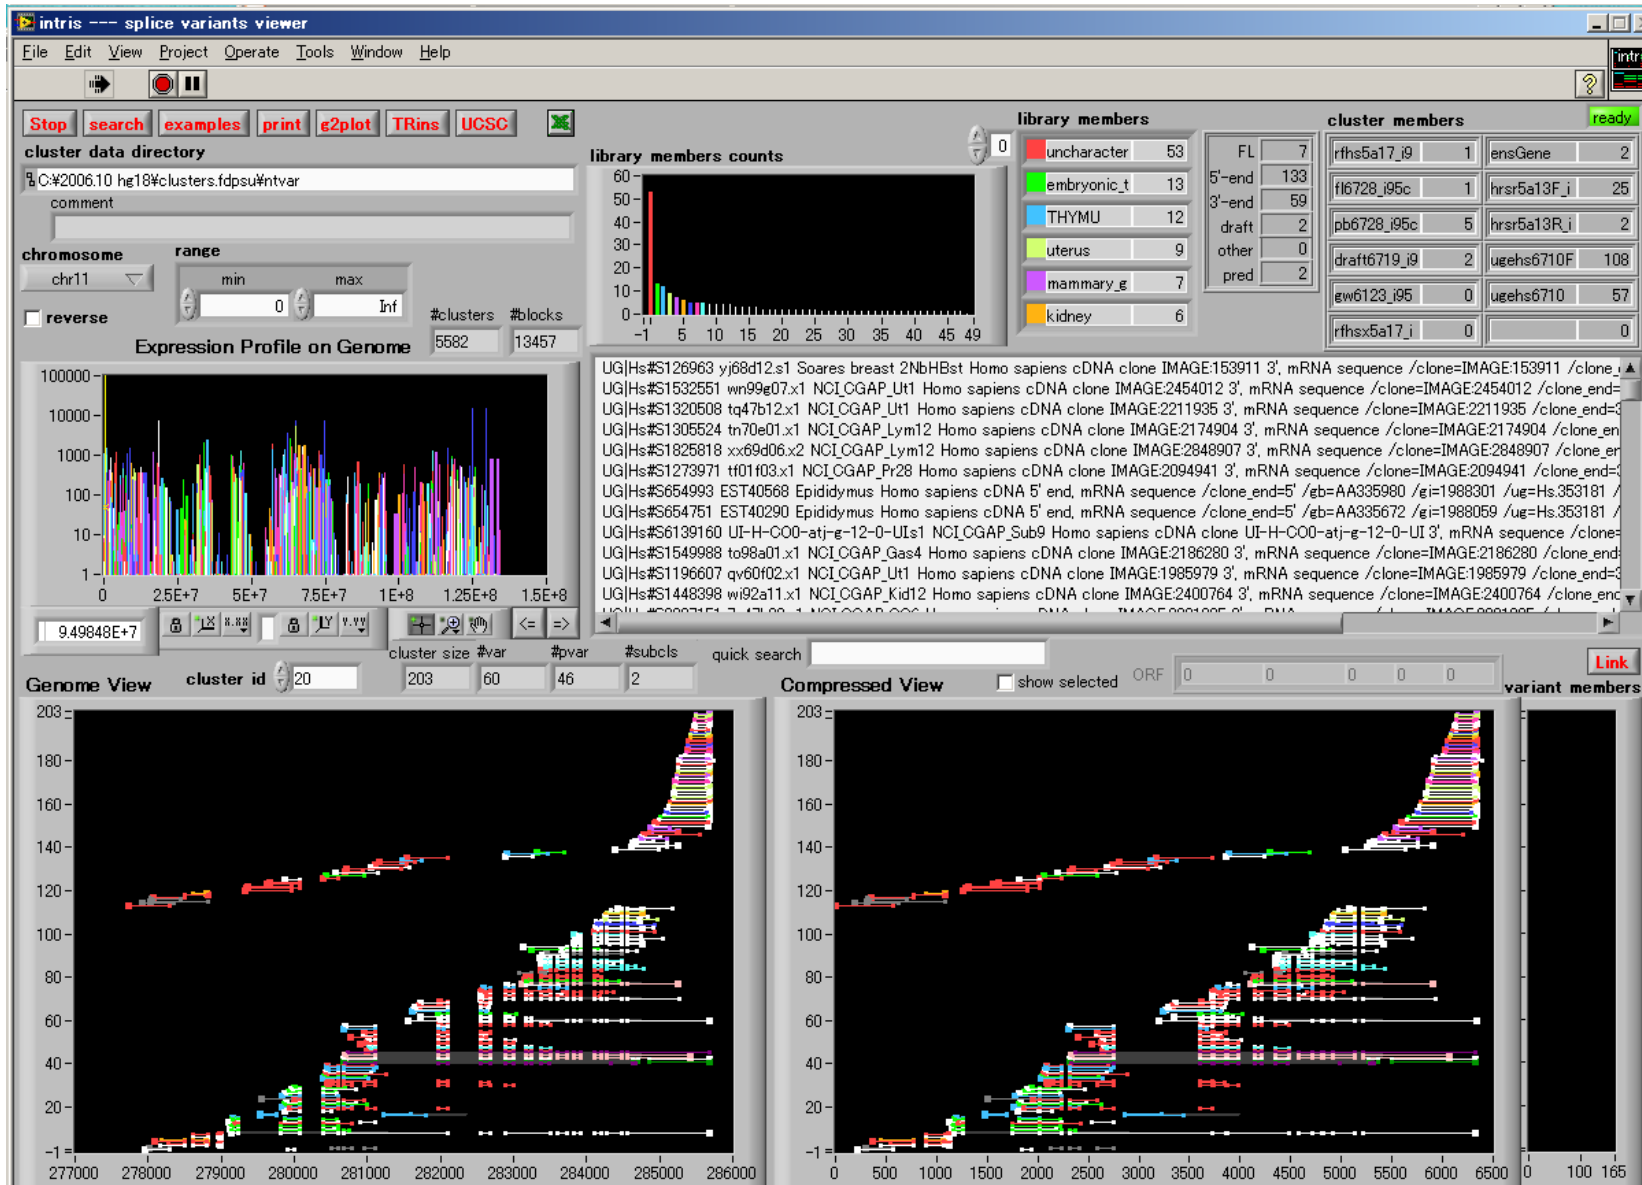 intris --- splice variants viewer
File Edit View Project Operate Tools Window Help
Stop search examples print g2plot TRins UCSC
cluster data directory
C:¥2006.10 hg18¥clusters.fdpsu¥ntvar
comment
chromosome
chr11
reverse
range
min max
0 Inf
#clusters #blocks
5582 13457
library members counts
60
50
40
30
20
10
0
-1 5 10 15 20 25 30 35 40 49
0
library members
uncharacter 53
embryonic_t 13
THYMU 12
uterus 9
mammary_g 7
kidney 6
FL 7
5'-end 133
3'-end 59
draft 2
other 0
pred 2
cluster members
ready
rfhs5a17_i9 1 ensGene 2
fl6728_i95c 1 hrsr5a13F_i 25
pb6728_i95c 5 hrsr5a13R_i 2
draft6719_i9 2 ugehs6710F 108
gw6123_i95 0 ugehs6710 57
rfhsx5a17_i 0 0
Expression Profile on Genome
100000
10000
1000
100
10
1
0 2.5E+7 5E+7 7.5E+7 1E+8 1.25E+8 1.5E+8
9.49848E+7
<= =>
UG|Hs#S126963 yj68d12.s1 Soares breast 2NbHBst Homo sapiens cDNA clone IMAGE:153911 3', mRNA sequence /clone=IMAGE:153911 /clone_
UG|Hs#S1532551 wn99g07.x1 NCI_CGAP_Ut1 Homo sapiens cDNA clone IMAGE:2454012 3', mRNA sequence /clone=IMAGE:2454012 /clone_end=
UG|Hs#S1320508 tq47b12.x1 NCI_CGAP_Ut1 Homo sapiens cDNA clone IMAGE:2211935 3', mRNA sequence /clone=IMAGE:2211935 /clone_end=3
UG|Hs#S1305524 tn70e01.x1 NCI_CGAP_Lym12 Homo sapiens cDNA clone IMAGE:2174904 3', mRNA sequence /clone=IMAGE:2174904 /clone_en
UG|Hs#S1825818 xx69d06.x2 NCI_CGAP_Lym12 Homo sapiens cDNA clone IMAGE:2848907 3', mRNA sequence /clone=IMAGE:2848907 /clone_er
UG|Hs#S1273971 tf01f03.x1 NCI_CGAP_Pr28 Homo sapiens cDNA clone IMAGE:2094941 3', mRNA sequence /clone=IMAGE:2094941 /clone_end=3
UG|Hs#S654993 EST40568 Epididymus Homo sapiens cDNA 5' end, mRNA sequence /clone_end=5' /gb=AA335980 /gi=1988301 /ug=Hs.353181 /
UG|Hs#S654751 EST40290 Epididymus Homo sapiens cDNA 5' end, mRNA sequence /clone_end=5' /gb=AA335672 /gi=1988059 /ug=Hs.353181 /
UG|Hs#S6139160 UI-H-CO0-atj-g-12-0-UI.s1 NCI_CGAP_Sub9 Homo sapiens cDNA clone UI-H-CO0-atj-g-12-0-UI 3', mRNA sequence /clone=
UG|Hs#S1549988 to98a01.x1 NCI_CGAP_Gas4 Homo sapiens cDNA clone IMAGE:2186280 3', mRNA sequence /clone=IMAGE:2186280 /clone_end=
UG|Hs#S1196607 qv60f02.x1 NCI_CGAP_Ut1 Homo sapiens cDNA clone IMAGE:1985979 3', mRNA sequence /clone=IMAGE:1985979 /clone_end=3
UG|Hs#S1448398 wi92a11.x1 NCI_CGAP_Kid12 Homo sapiens cDNA clone IMAGE:2400764 3', mRNA sequence /clone=IMAGE:2400764 /clone_enc
cluster size #var #pvar #subcls
cluster id 20 203 60 46 2
quick search
show selected
ORF 0 0 0 0 0
Link
Genome View
203
180
160
140
120
100
80
60
40
20
-1
277000 278000 279000 280000 281000 282000 283000 284000 285000 286000
Compressed View
203
180
160
140
120
100
80
60
40
20
-1
0 500 1000 1500 2000 2500 3000 3500 4000 4500 5000 5500 6000 6500
variant members
0 100 165